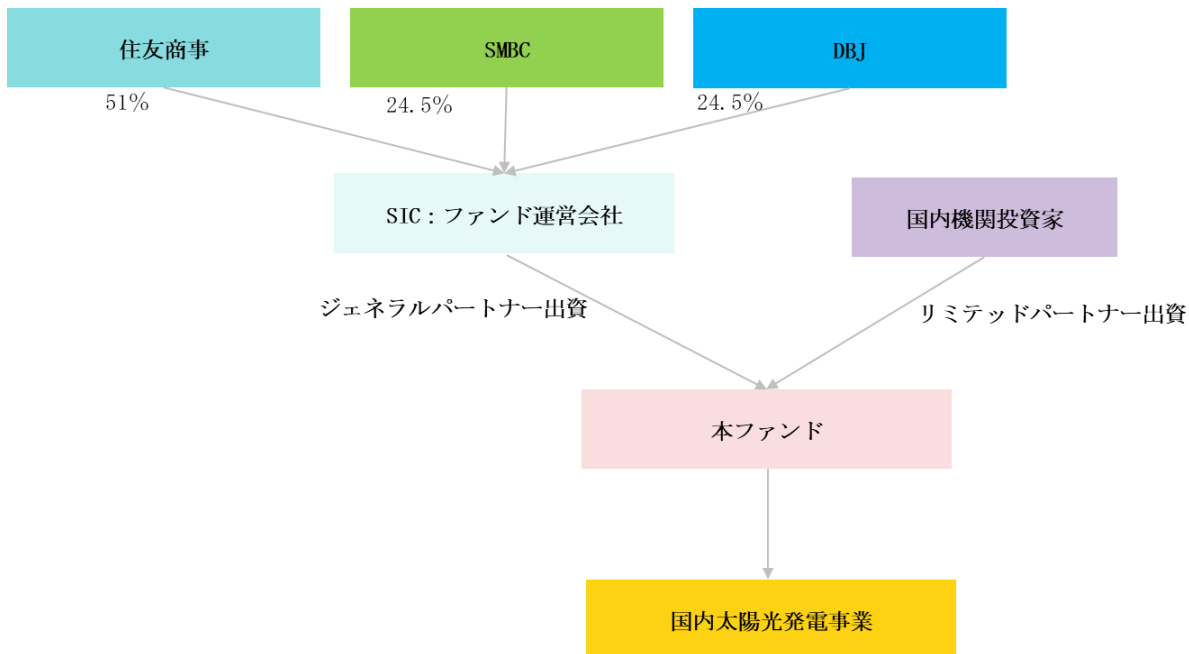 住友商事
SMBC
DBJ
51%
24.5%
24.5%
SIC：ファンド運営会社
国内機関投資家
ジェネラルパートナー出資
リミテッドパートナー出資
本ファンド
国内太陽光発電事業